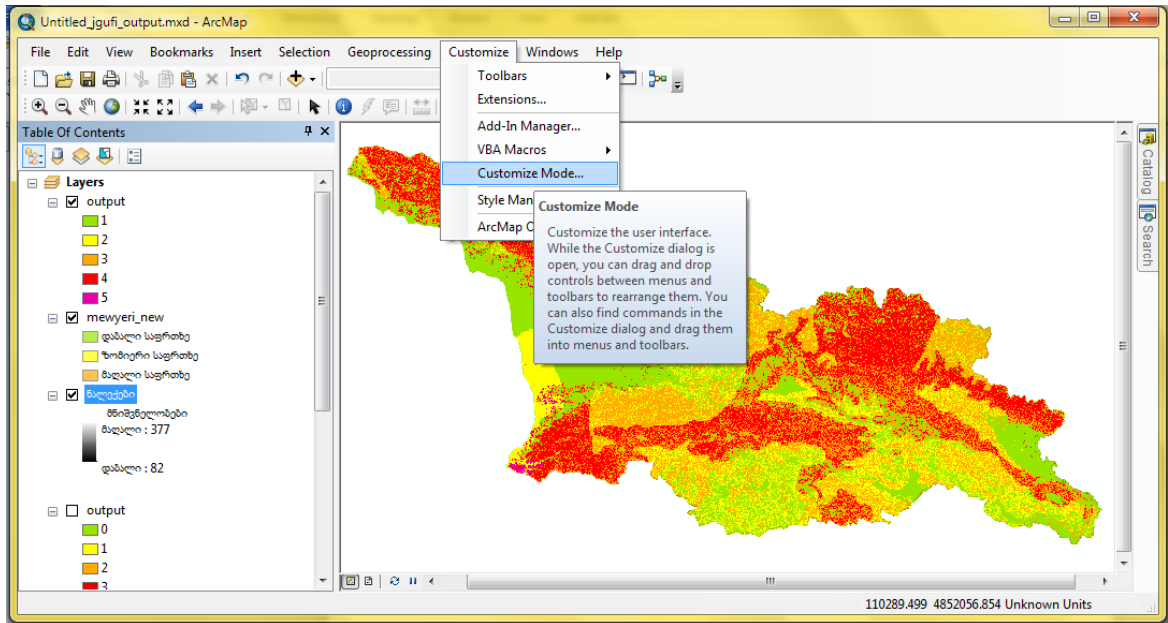 Untitled_jgufi_output.mxd - ArcMap
File Edit View Bookmarks Insert Selection Geoprocessing Customize Windows Help
Toolbars
Extensions...
Add-In Manager...
VBA Macros
Customize Mode...
Style Man
ArcMap O
Customize Mode
Customize the user interface.
While the Customize dialog is
open, you can drag and drop
controls between menus and
toolbars to rearrange them. You
can also find commands in the
Customize dialog and drag them
into menus and toolbars.
Table Of Contents
Layers
output
1
2
3
4
5
mewyeri_new
დაბალი საფრთხე
ზომიერი საფრთხე
მაღალი საფრთხე
ნალექები
მნიშვნელობები
მაღალი : 377
დაბალი : 82
output
0
1
2
3
Catalog
Search
110289.499 4852056.854 Unknown Units